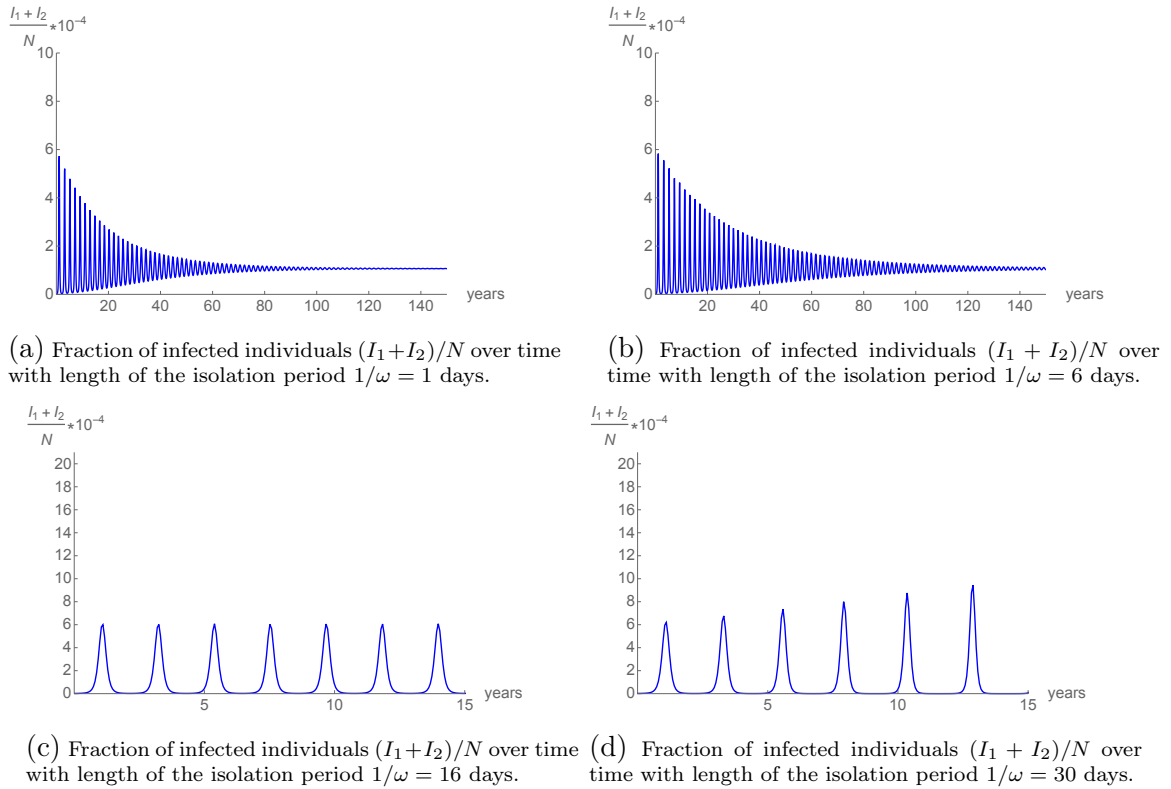 I₁ + I₂
N
*10⁻⁴
10
8
6
4
2
0
20 40 60 80 100 120 140
years
(a) Fraction of infected individuals (I₁+I₂)/N over time
with length of the isolation period 1/ω = 1 days.
I₁ + I₂
N
*10⁻⁴
10
8
6
4
2
0
20 40 60 80 100 120 140
years
(b) Fraction of infected individuals (I₁ + I₂)/N over
time with length of the isolation period 1/ω = 6 days.
I₁ + I₂
N
*10⁻⁴
20
18
16
14
12
10
8
6
4
2
0
5 10 15
years
(c) Fraction of infected individuals (I₁+I₂)/N over time
with length of the isolation period 1/ω = 16 days.
I₁ + I₂
N
*10⁻⁴
20
18
16
14
12
10
8
6
4
2
0
5 10 15
years
(d) Fraction of infected individuals (I₁ + I₂)/N over
time with length of the isolation period 1/ω = 30 days.